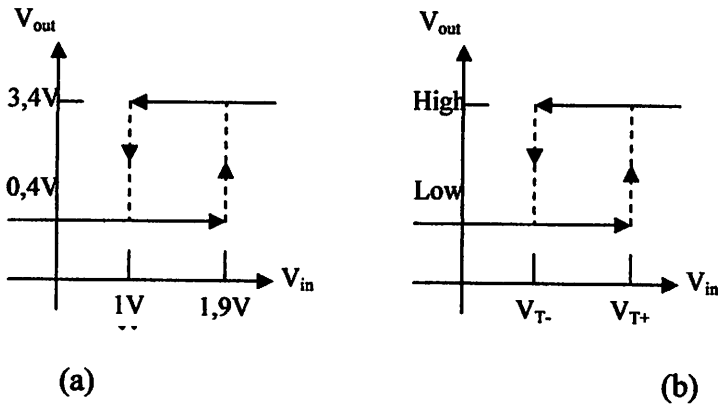 V_out
3,4V
0,4V
V_in
1V
1,9V
(a)
V_out
High
Low
V_in
V_T-
V_T+
(b)